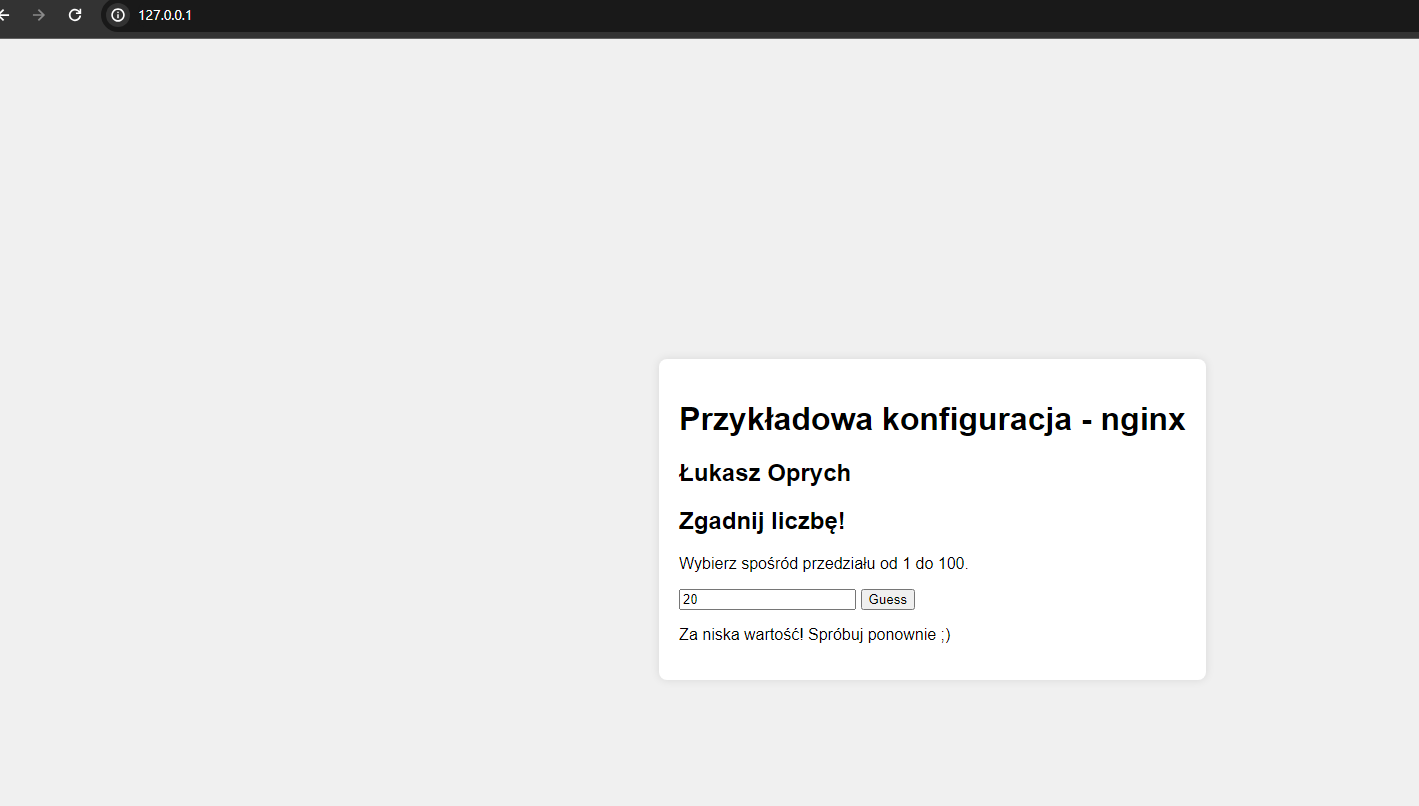 127.0.0.1
Przykładowa konfiguracja - nginx
Łukasz Oprych
Zgadnij liczbę!
Wybierz spośród przedziału od 1 do 100.
20 Guess
Za niska wartość! Spróbuj ponownie ;)